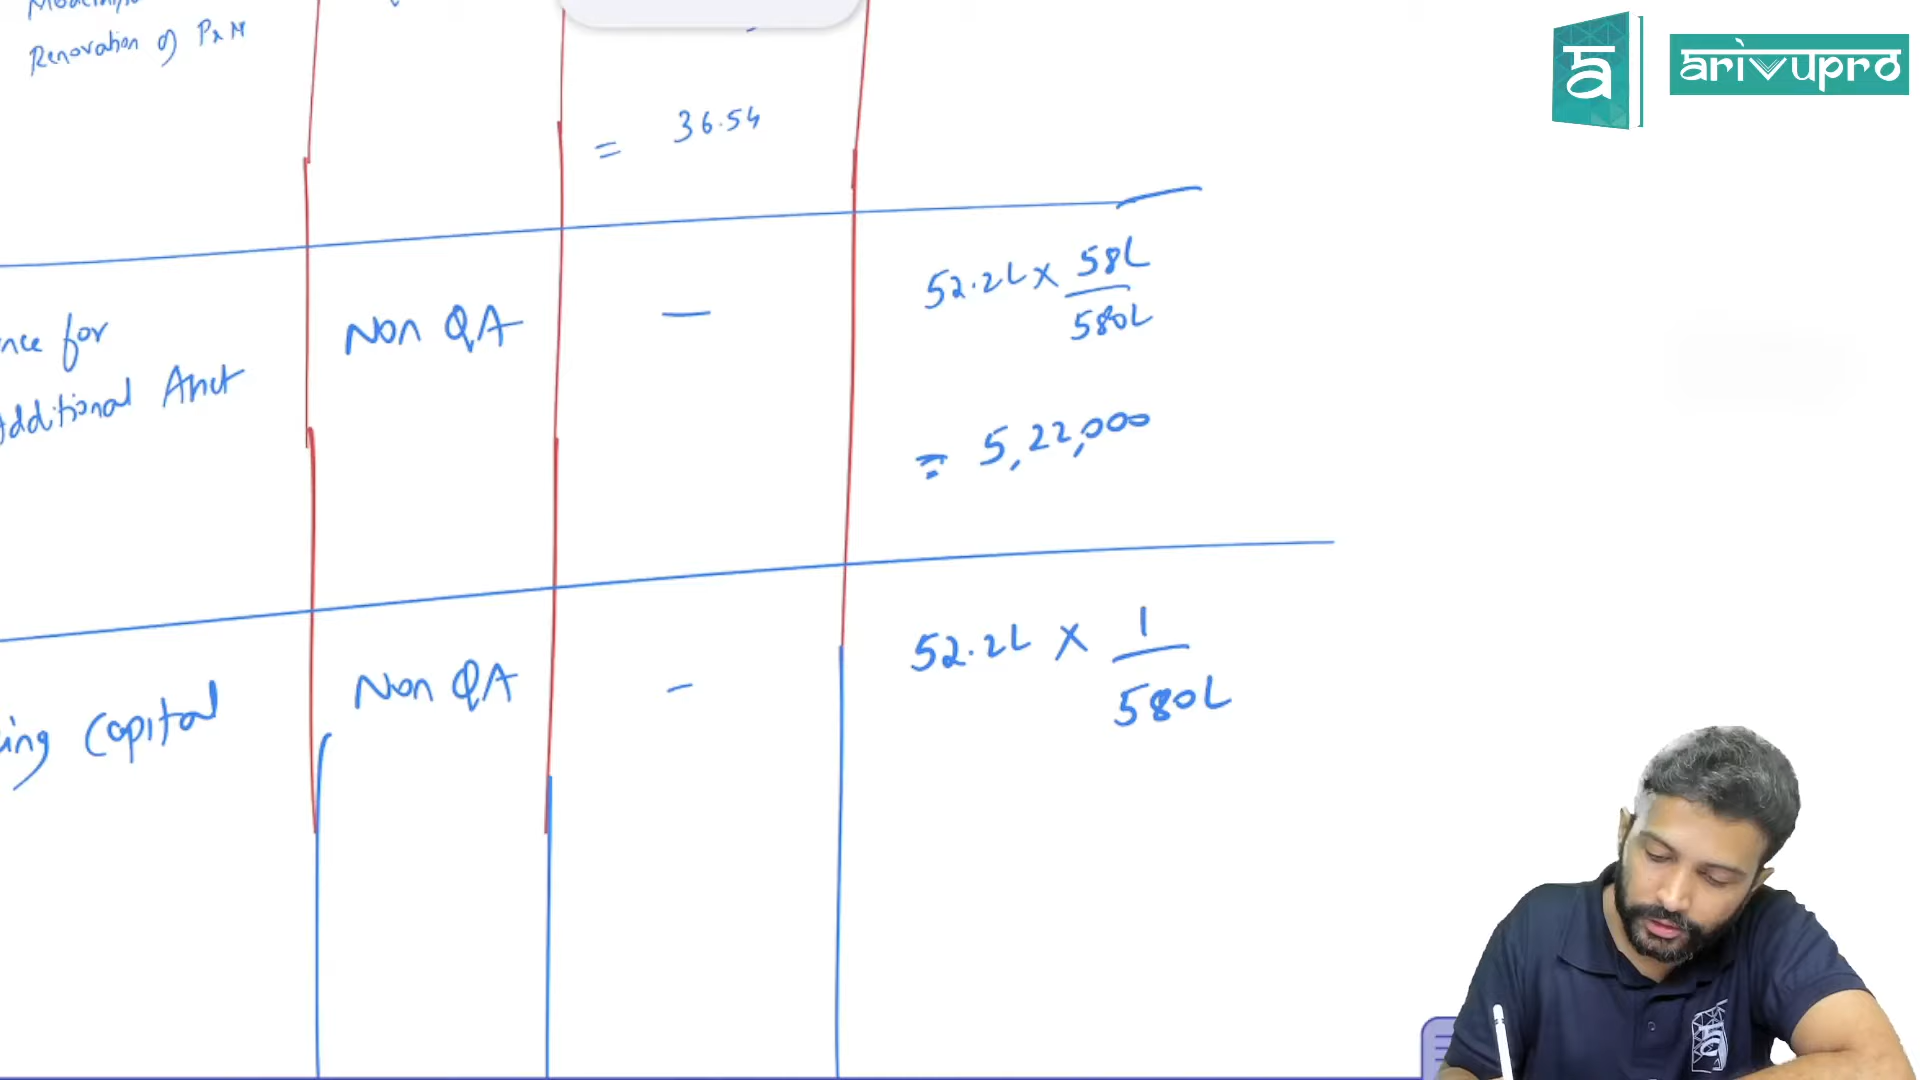 Renovation of P&M
= 36.54
arivupro
nce for
Additional Amt
Non QA
—
52.2L × 58L
580L
= 5,22,000
ing Capital
Non QA
-
52.2L × 1
580L